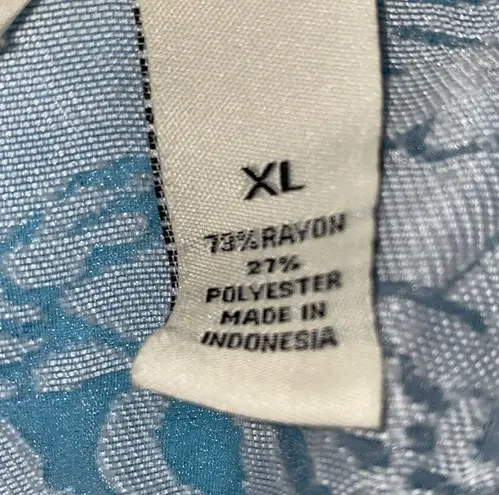 XL
73% RAYON
27%
POLYESTER
MADE IN
INDONESIA